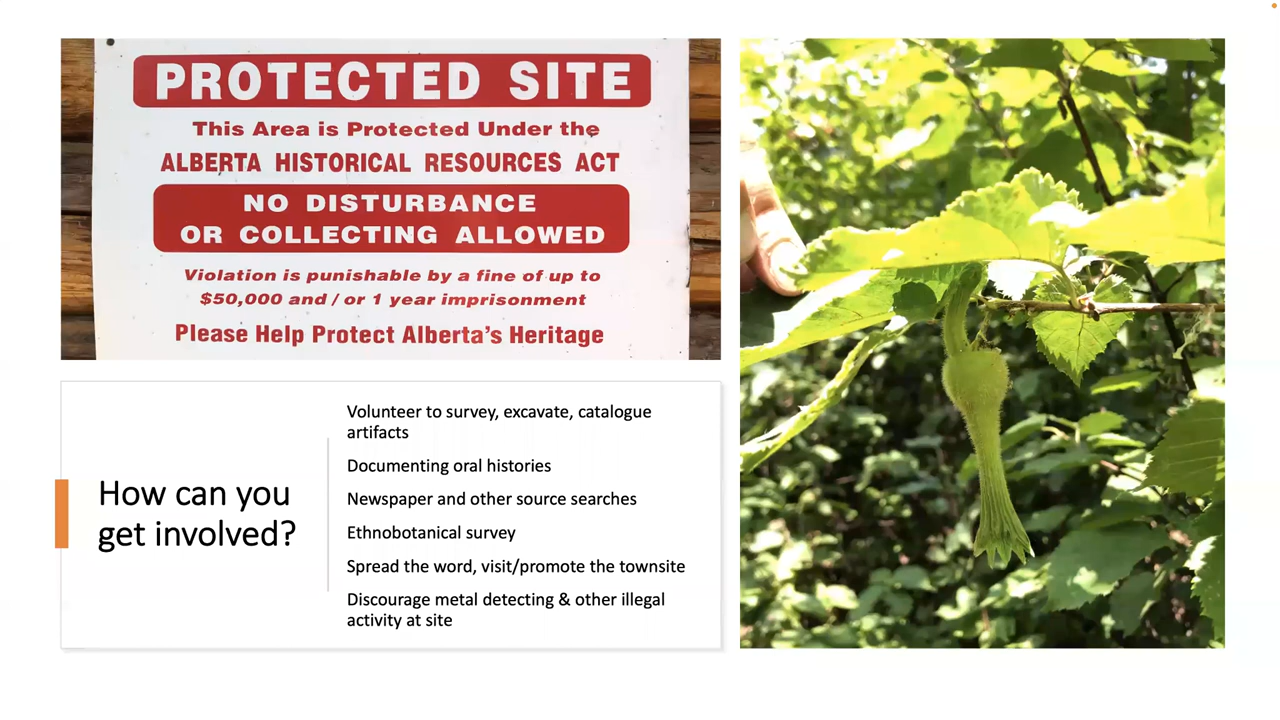 PROTECTED SITE
This Area is Protected Under the
ALBERTA HISTORICAL RESOURCES ACT
NO DISTURBANCE
OR COLLECTING ALLOWED
Violation is punishable by a fine of up to
$50,000 and / or 1 year imprisonment
Please Help Protect Alberta's Heritage
How can you
get involved?
Volunteer to survey, excavate, catalogue
artifacts
Documenting oral histories
Newspaper and other source searches
Ethnobotanical survey
Spread the word, visit/promote the townsite
Discourage metal detecting & other illegal
activity at site